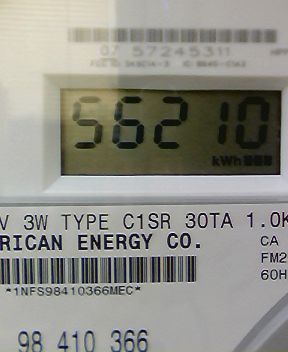 57245311
56210
kWh
V 3W TYPE C1SR 30TA 1.0K
RICAN ENERGY CO.
CA
FM2
60H
*1NFS98410366MEC*
98 410 366